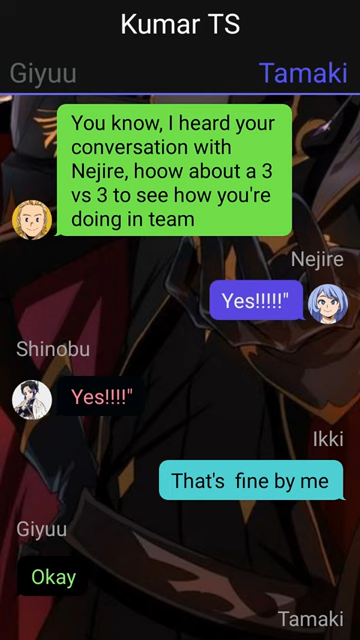 Kumar TS
Giyuu
Tamaki
You know, I heard your
conversation with
Nejire, hoow about a 3
vs 3 to see how you're
doing in team
Nejire
Yes!!!!!"
Shinobu
Yes!!!!"
Ikki
That's  fine by me
Giyuu
Okay
Tamaki